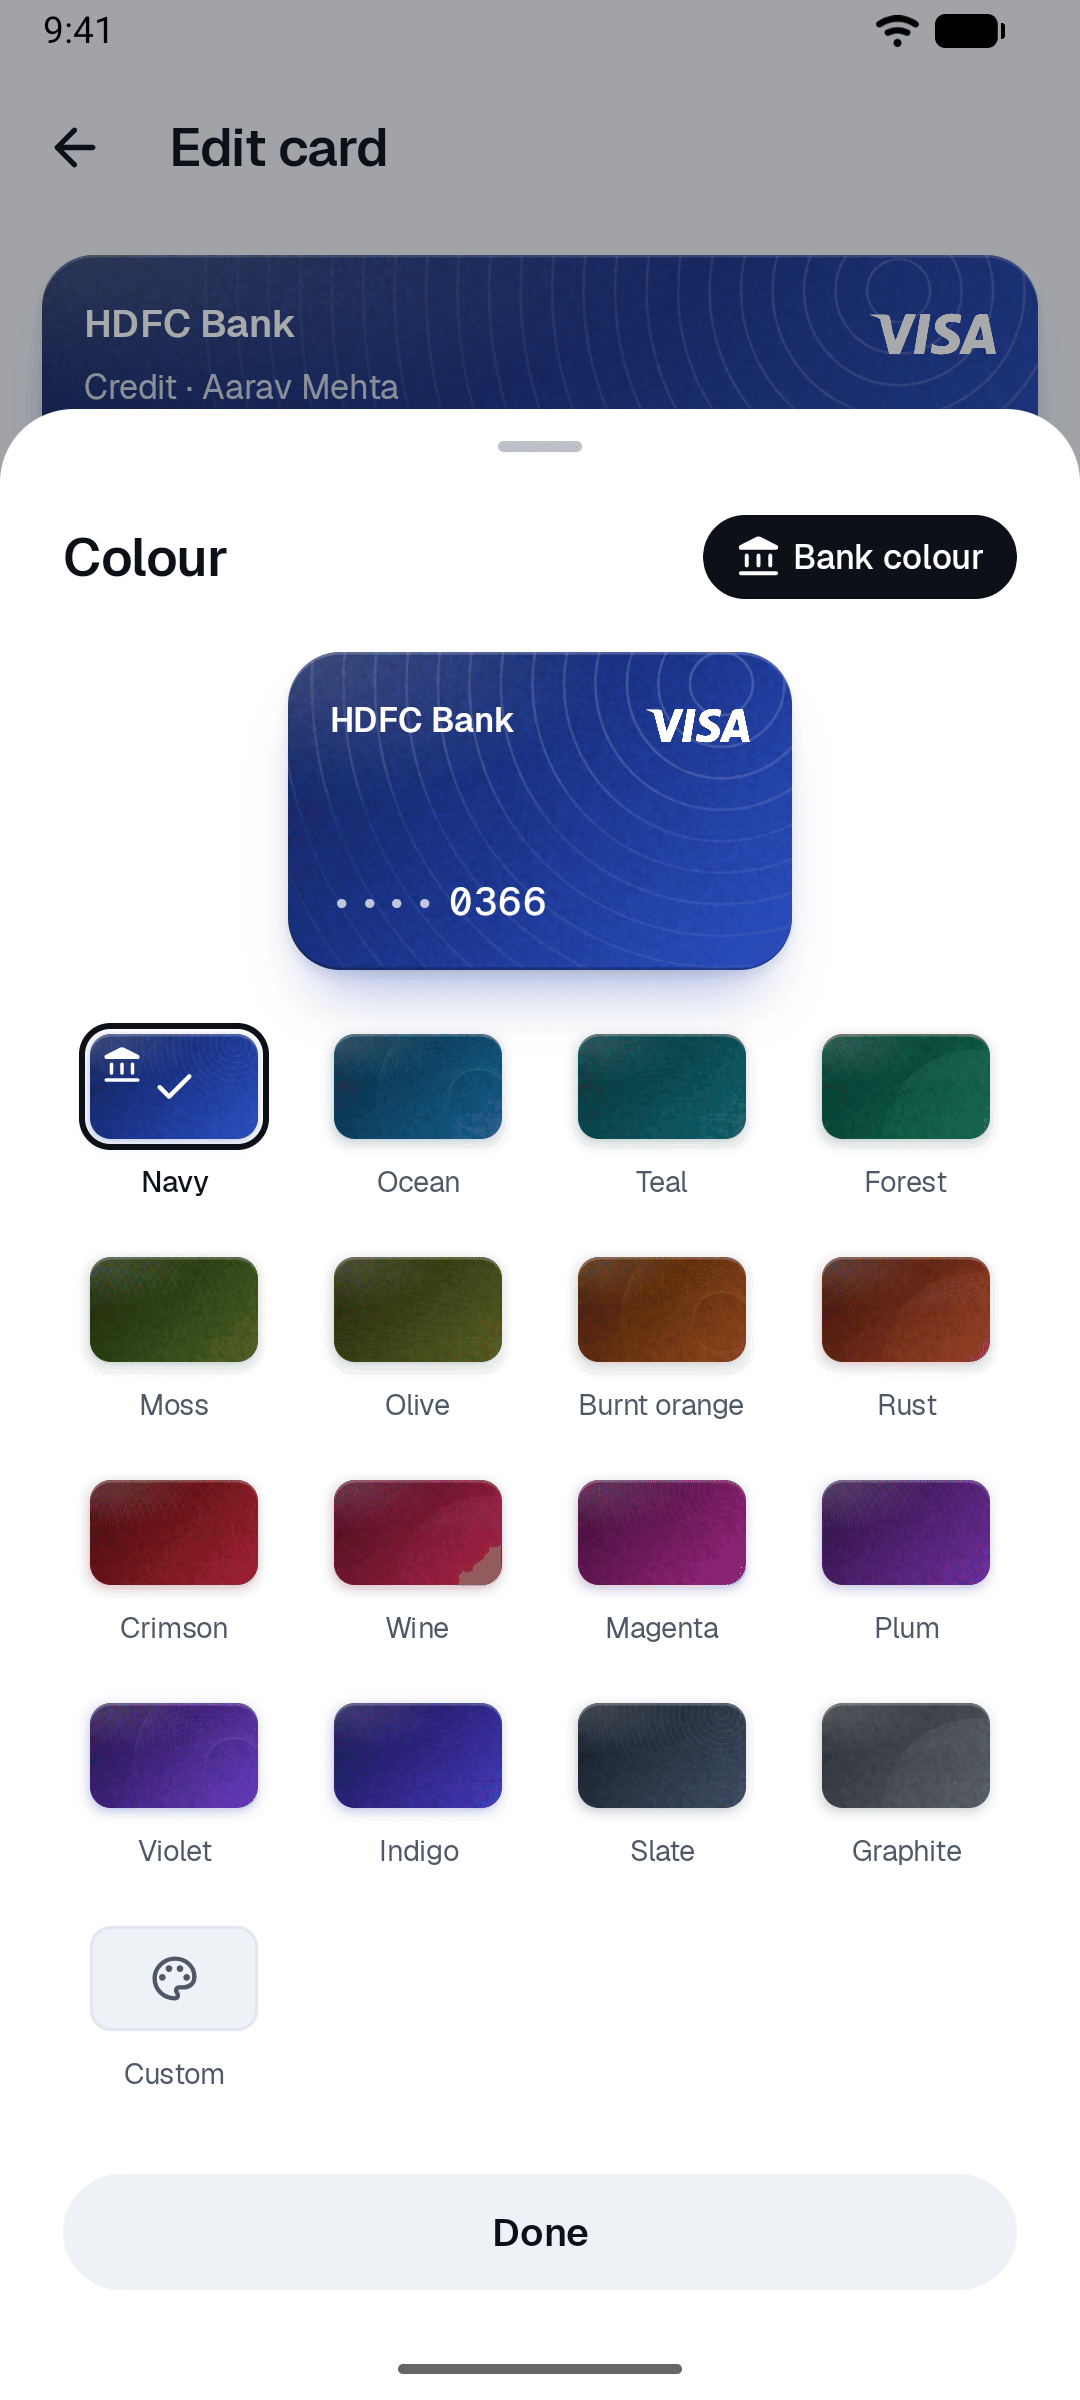 9:41
Edit card
HDFC Bank
VISA
Credit · Aarav Mehta
Colour
Bank colour
HDFC Bank
VISA
•••• 0366
Navy
Ocean
Teal
Forest
Moss
Olive
Burnt orange
Rust
Crimson
Wine
Magenta
Plum
Violet
Indigo
Slate
Graphite
Custom
Done